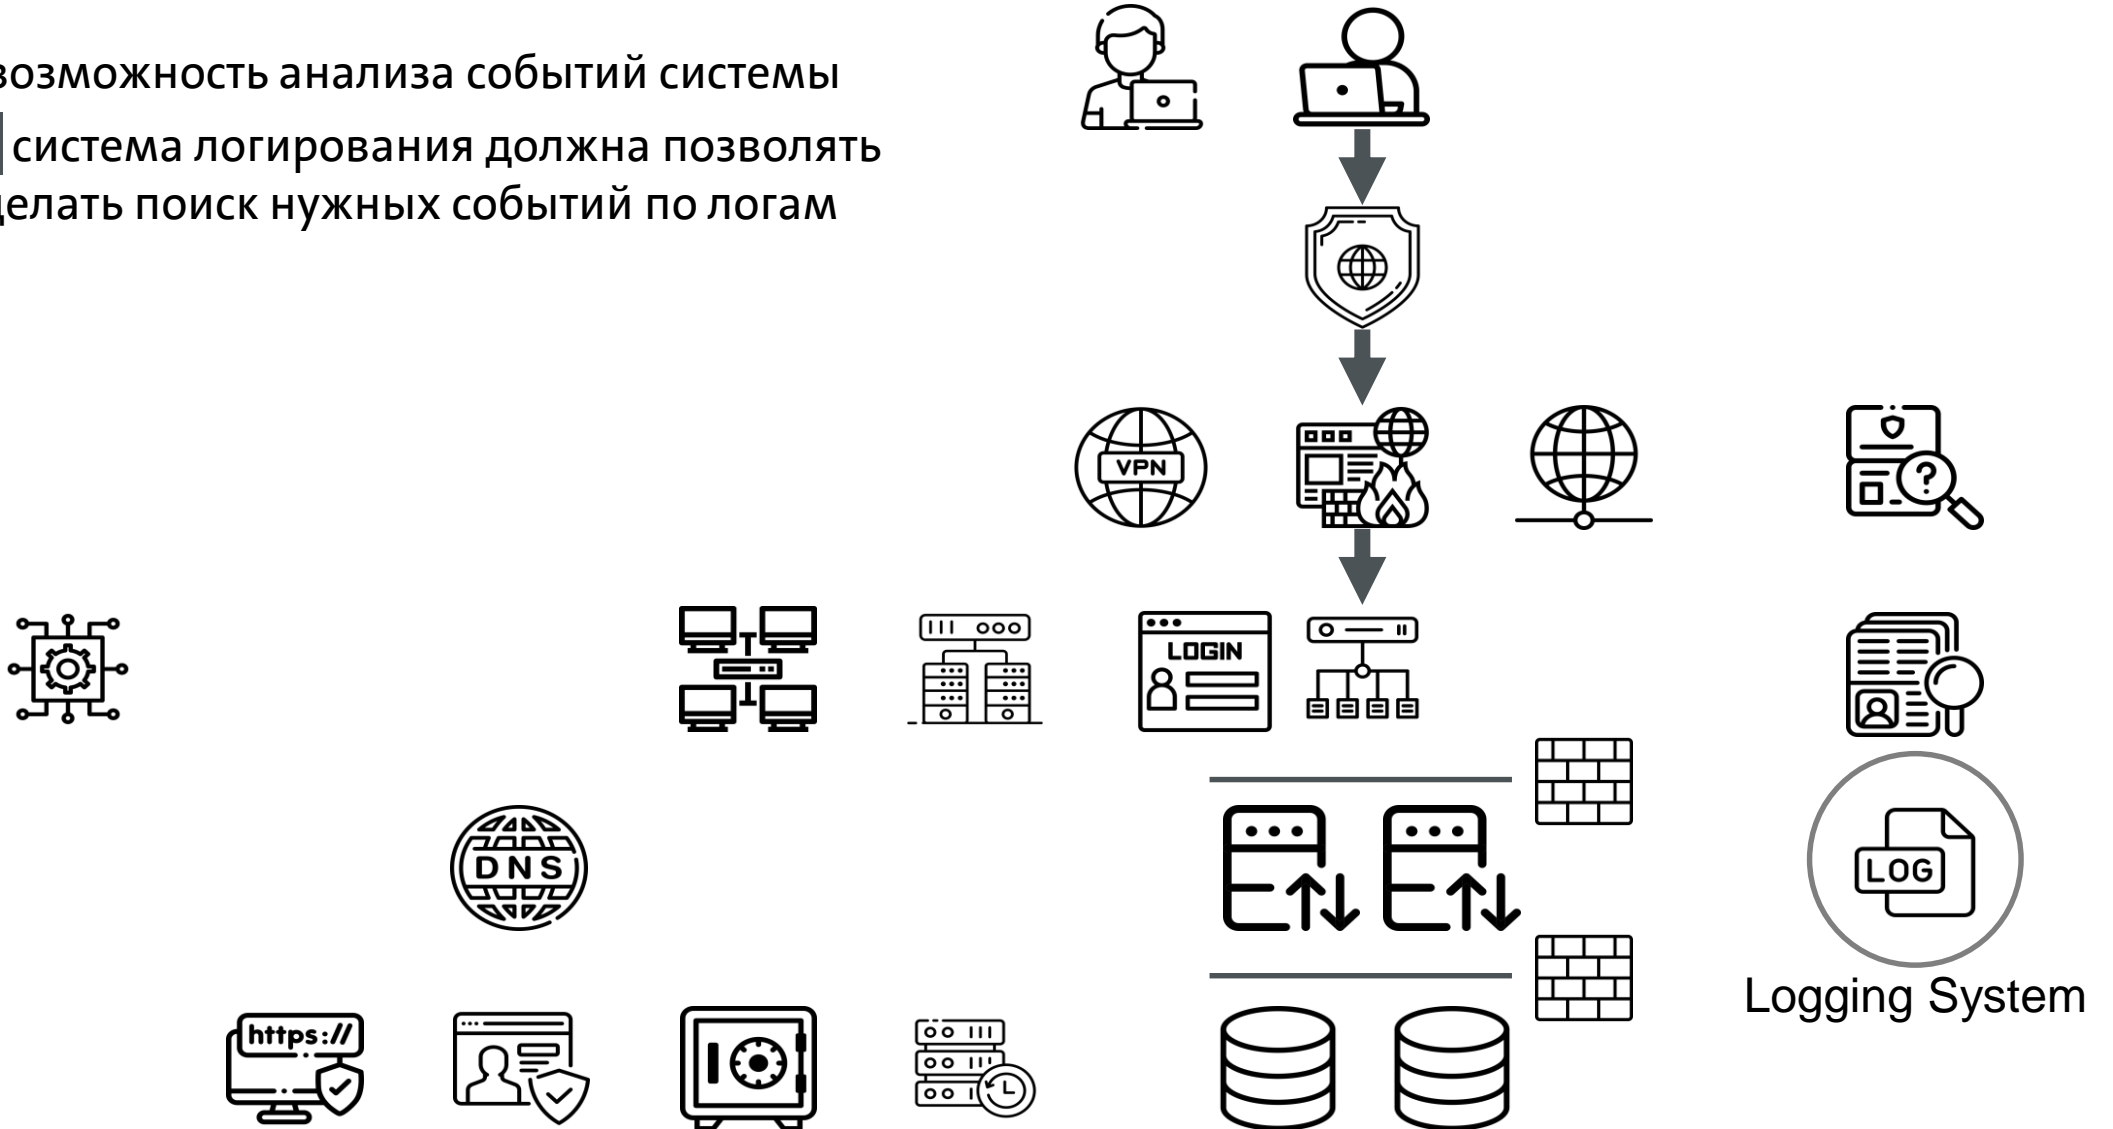 возможность анализа событий системы
система логирования должна позволять
делать поиск нужных событий по логам
VPN
?
LOGIN
DNS
LOG
Logging System
https://